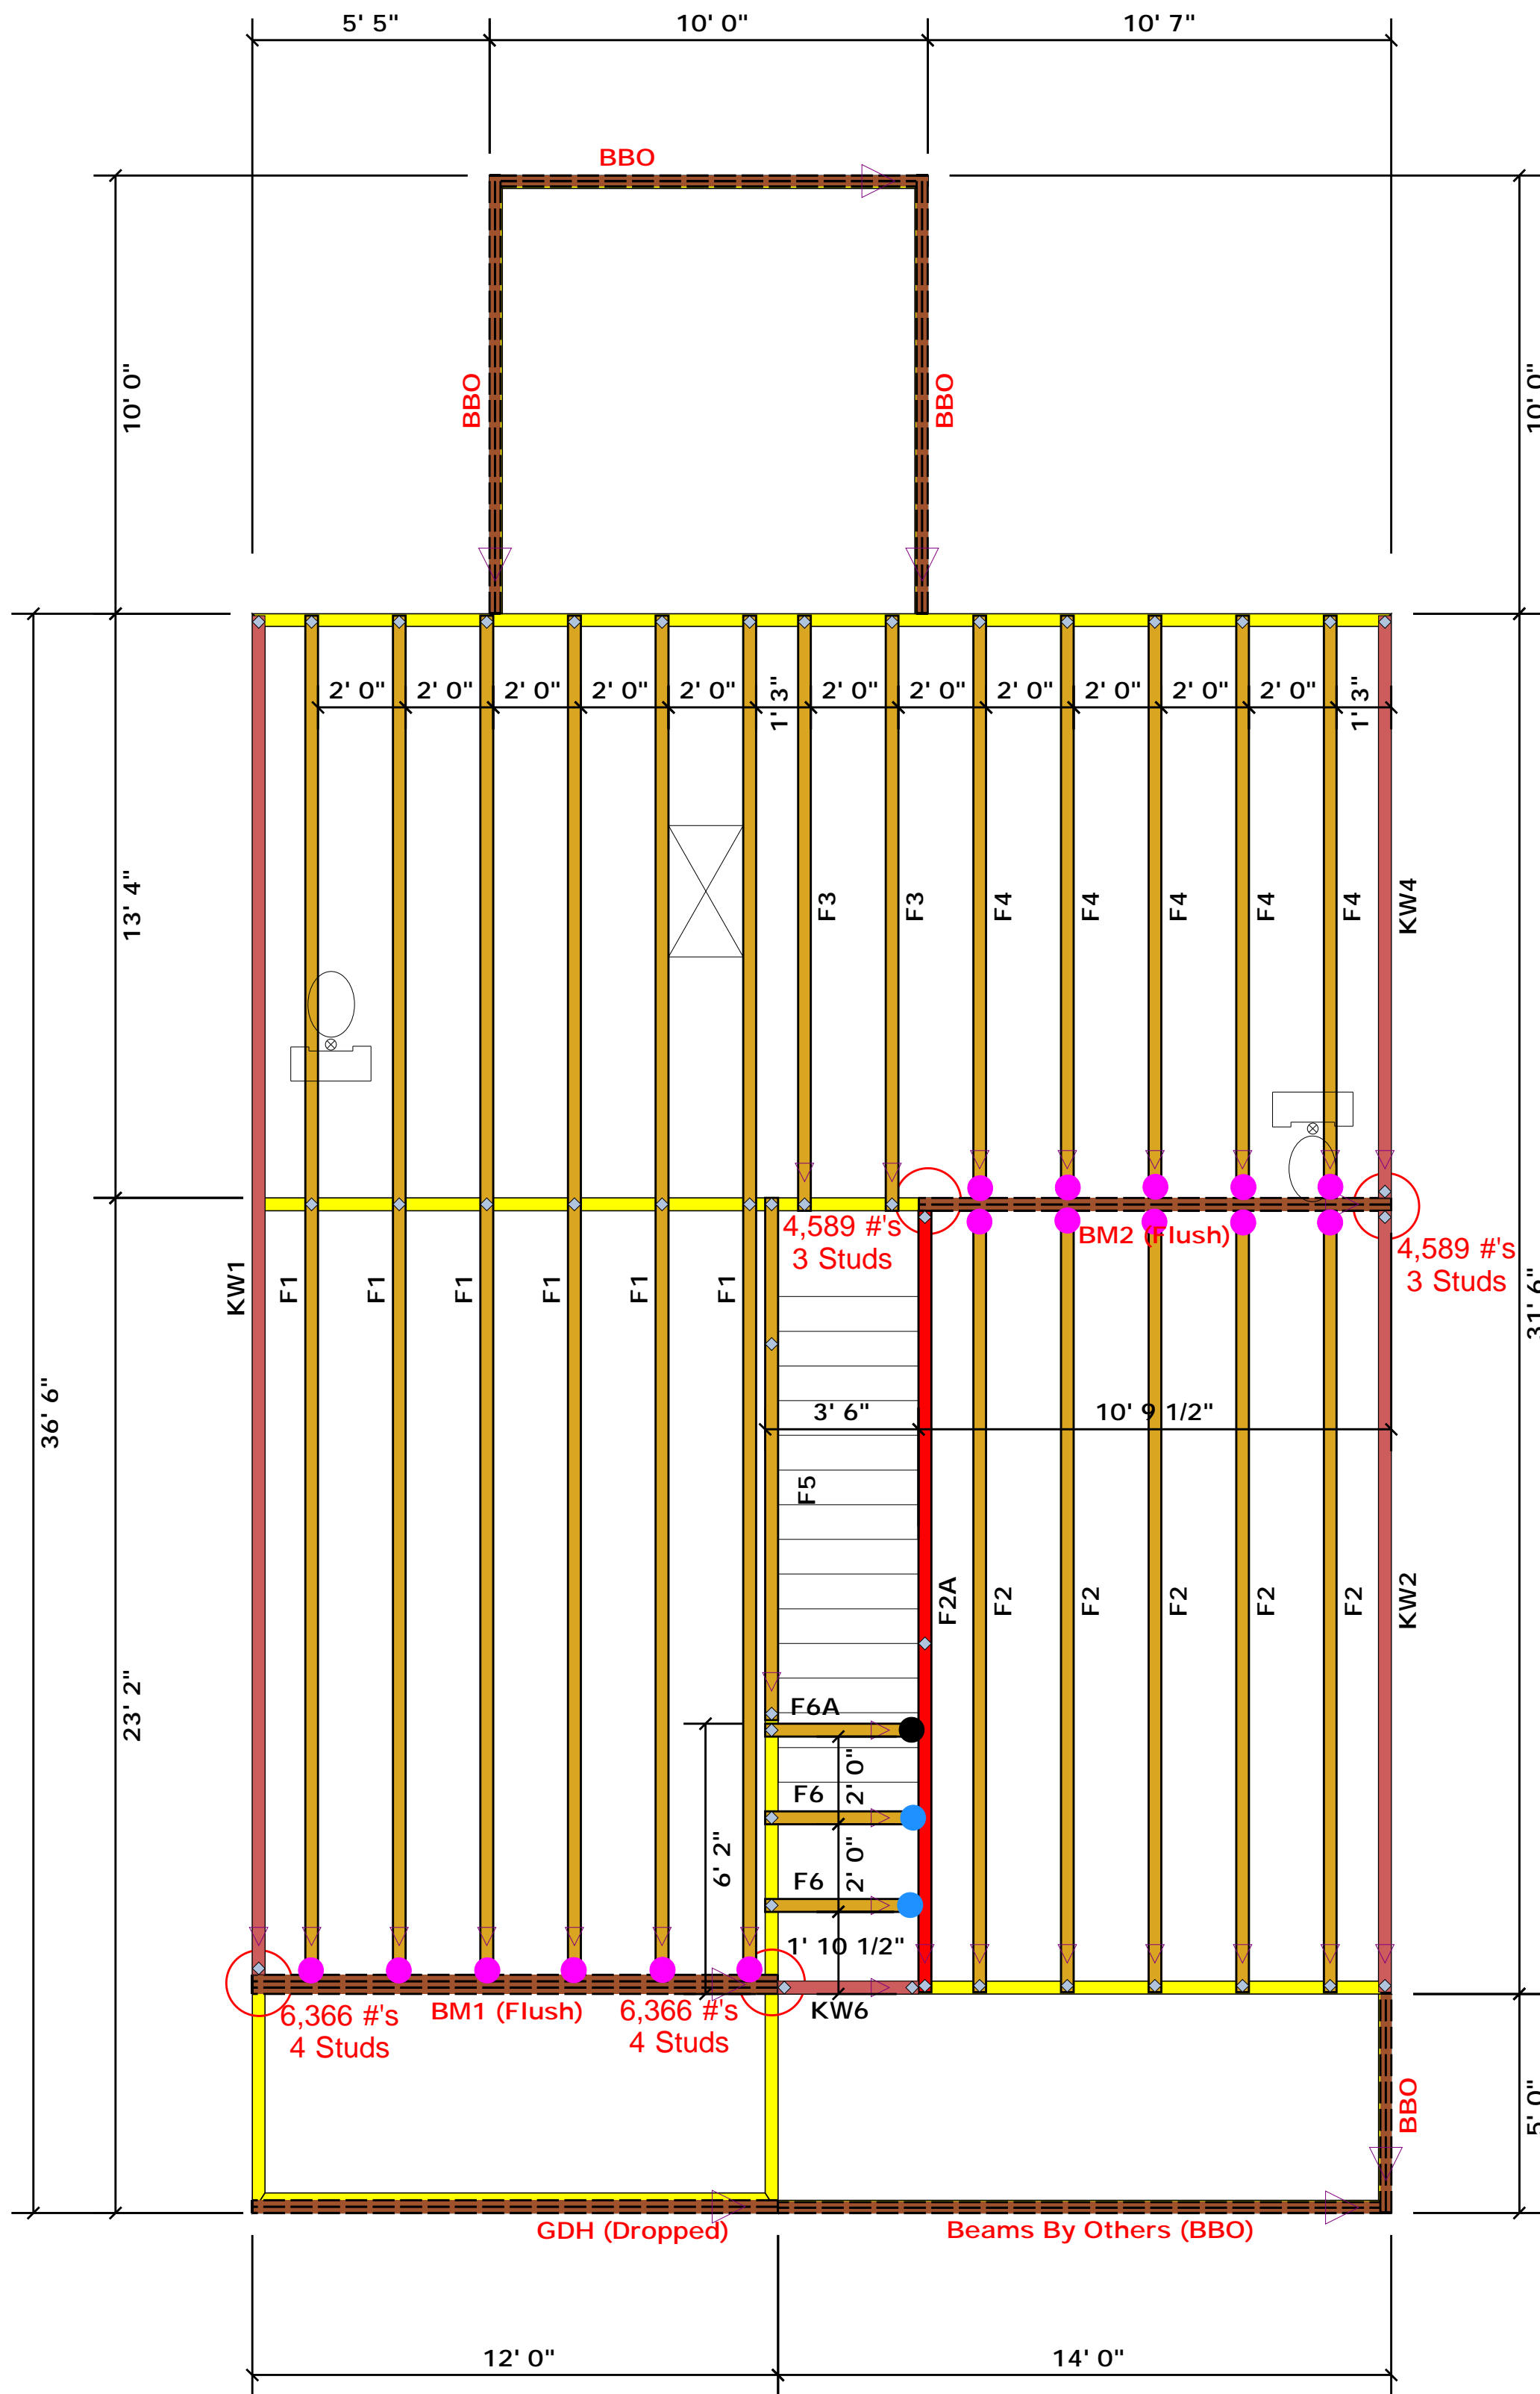 5' 5"
10' 0"
10' 7"
BBO
10' 0"
BBO
BBO
10' 0"
2' 0"
2' 0"
2' 0"
2' 0"
2' 0"
1' 3"
2' 0"
2' 0"
2' 0"
2' 0"
2' 0"
2' 0"
1' 3"
13' 4"
F3
F3
F4
F4
F4
F4
F4
KW4
4,589 #'s
3 Studs
BM2 (Flush)
4,589 #'s
3 Studs
KW1
F1
F1
F1
F1
F1
F1
31' 6"
36' 6"
3' 6"
10' 9 1/2"
F5
F2A
F2
F2
F2
F2
F2
KW2
23' 2"
F6A
2' 0"
F6
6' 2"
2' 0"
F6
1' 10 1/2"
6,366 #'s
4 Studs
BM1 (Flush)
6,366 #'s
4 Studs
KW6
BBO
5' 0"
GDH (Dropped)
Beams By Others (BBO)
12' 0"
14' 0"